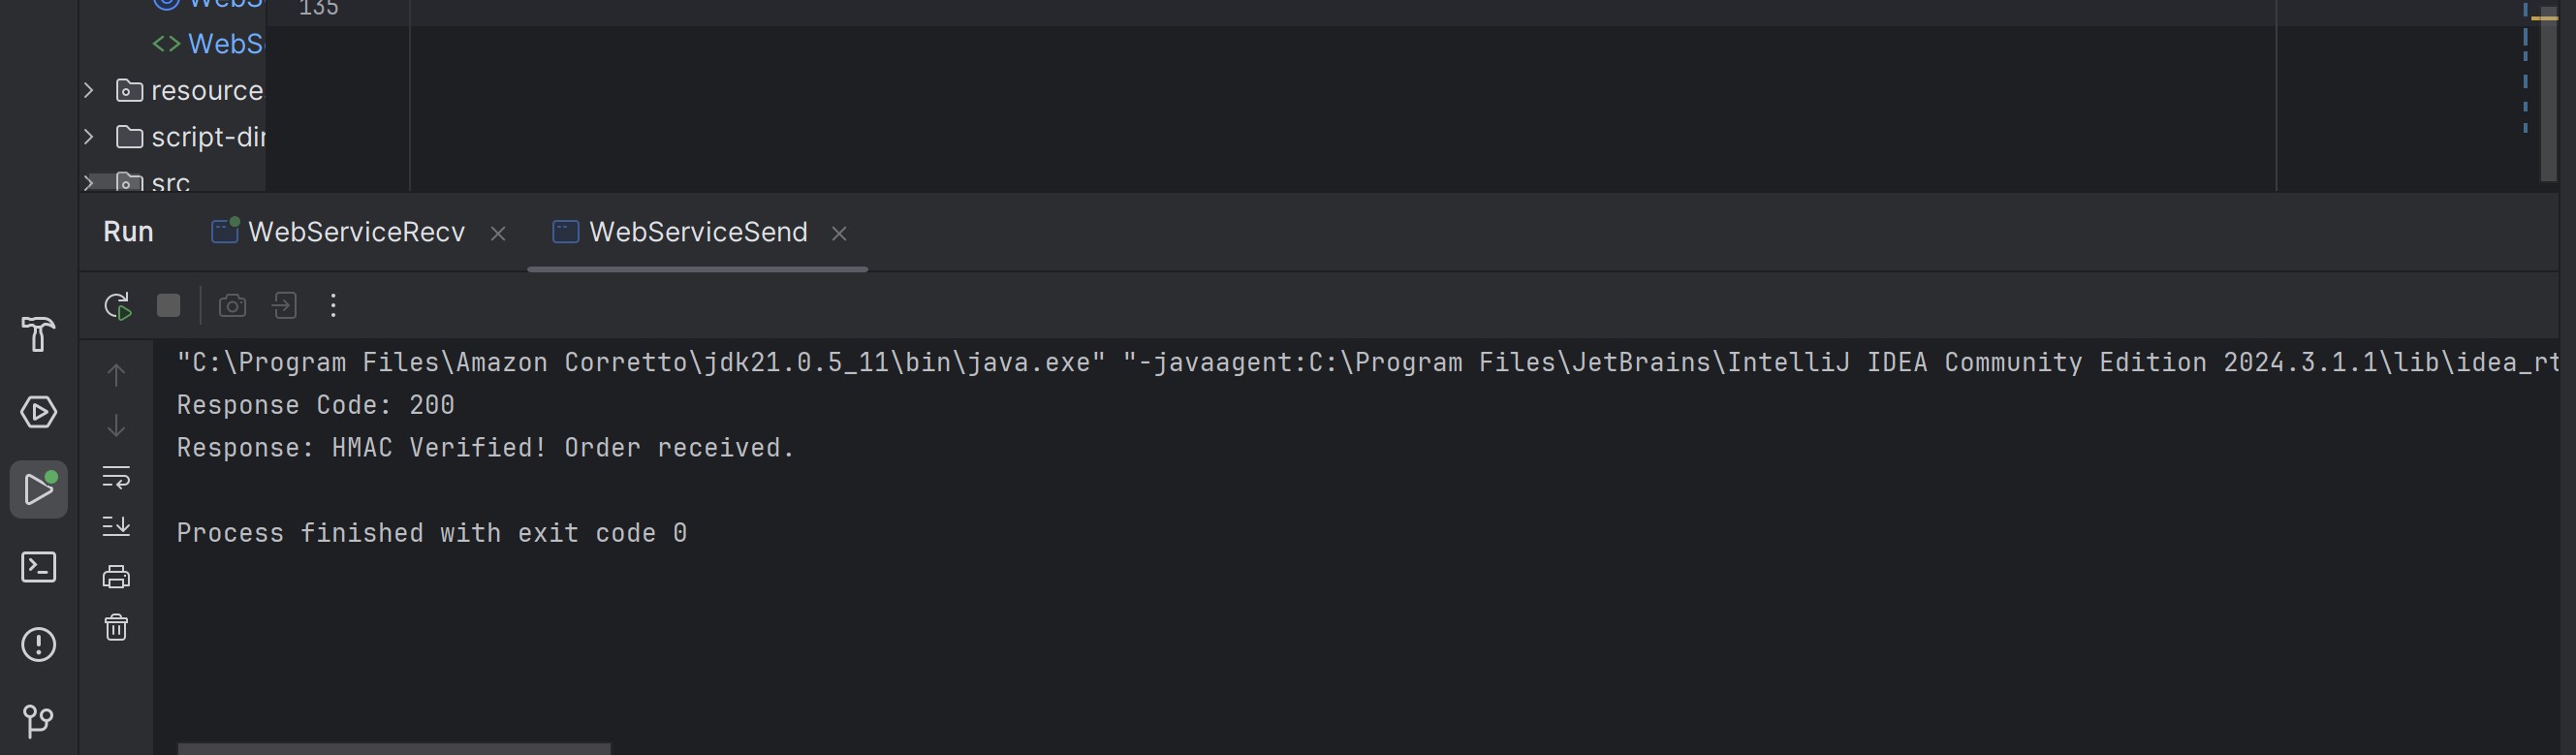 WebS
135
WebS
resource
script-dir
src
Run WebServiceRecv WebServiceSend
"C:\Program Files\Amazon Corretto\jdk21.0.5_11\bin\java.exe" "-javaagent:C:\Program Files\JetBrains\IntelliJ IDEA Community Edition 2024.3.1.1\lib\idea_rt
Response Code: 200
Response: HMAC Verified! Order received.
Process finished with exit code 0